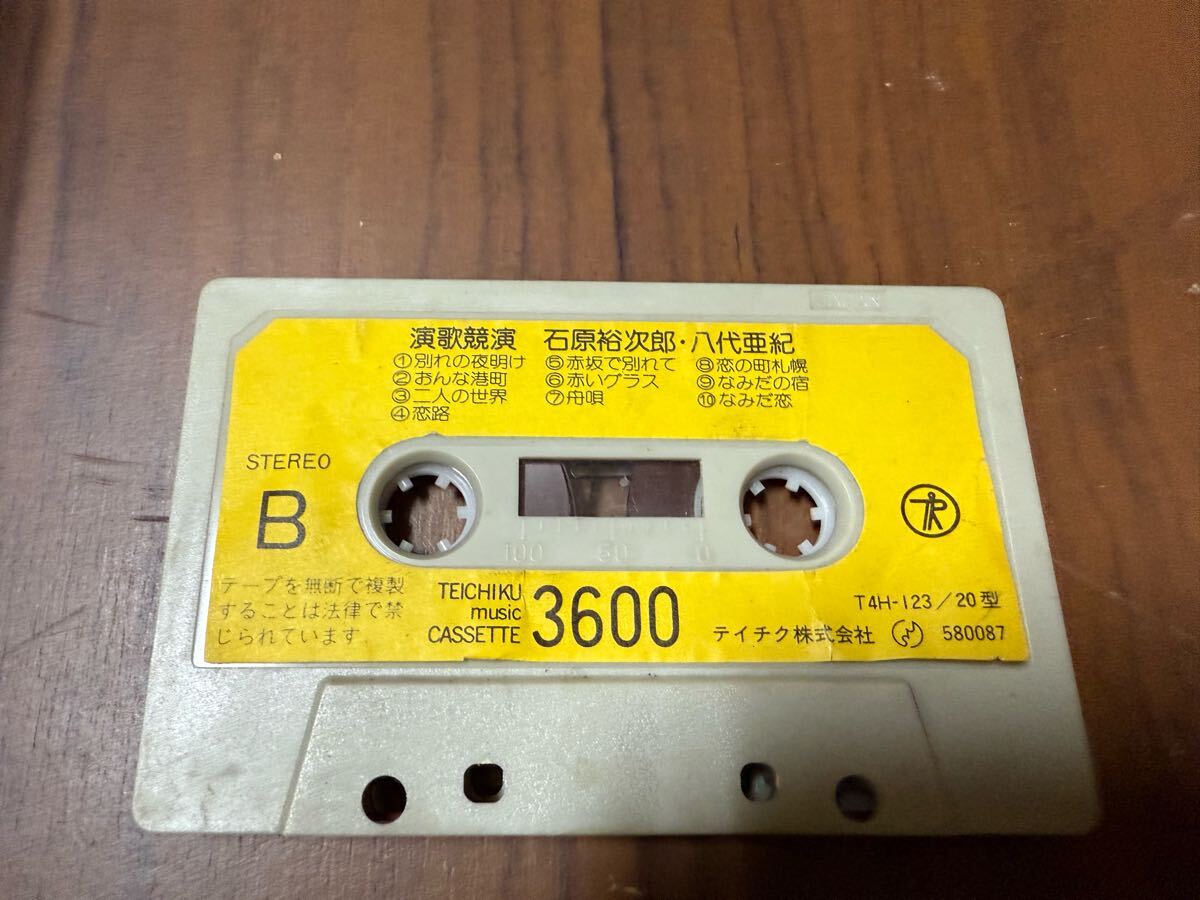 JAPAN
演歌競演 石原裕次郎・八代亜紀
①別れの夜明け
②おんな港町
③二人の世界
④恋路
⑤赤坂で別れて
⑥赤いグラス
⑦舟唄
⑧恋の町札幌
⑨なみだの宿
⑩なみだ恋
STEREO
B
100 50 0
テープを無断で複製
することは法律で禁
じられています。
TEICHIKU
music
CASSETTE
3600
T4H-123/20型
テイチク株式会社 580087